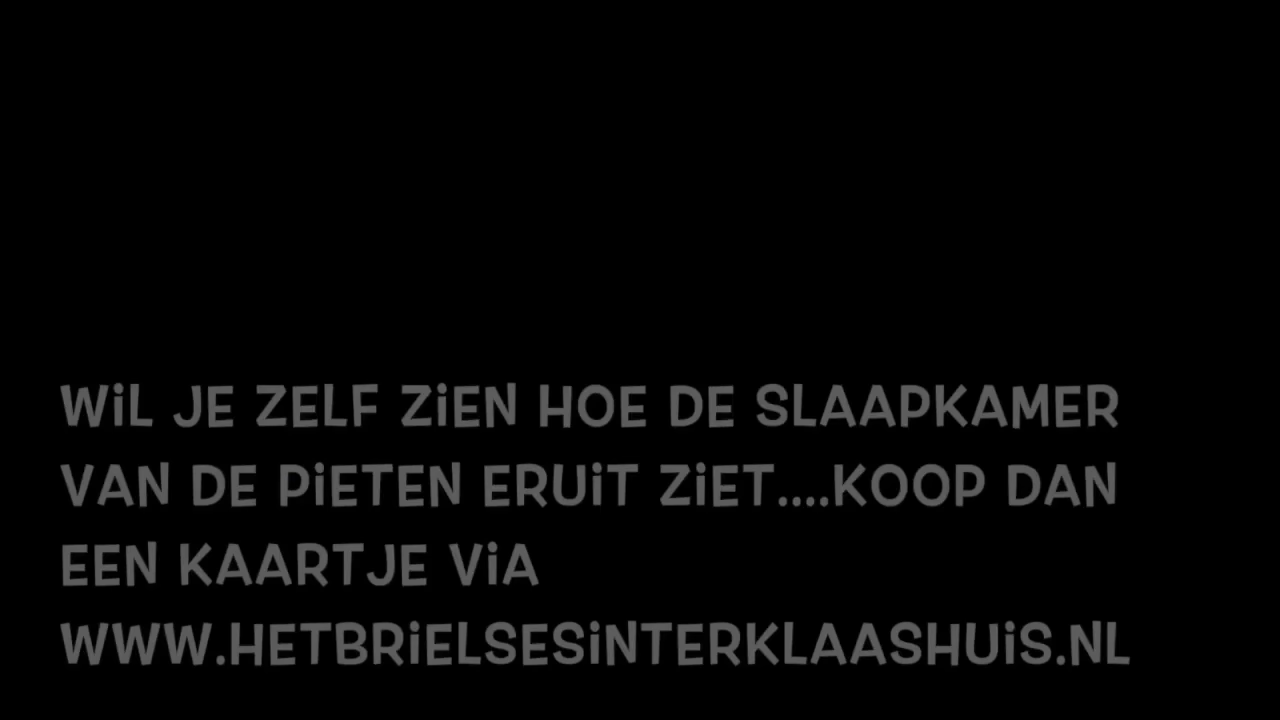 WiL JE ZELF ZiEN HOE DE SLAAPKAMER
VAN DE PiETEN ERUiT ZiET....KOOP DAN
EEN KAARTJE ViA
WWW.HETBRiELSESiNTERKLAASHUiS.NL